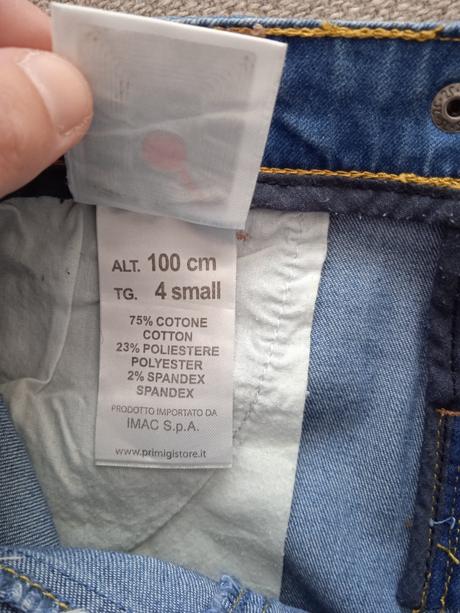 ALT. 100 cm
TG. 4 small
75% COTONE
COTTON
23% POLIESTERE
POLYESTER
2% SPANDEX
SPANDEX
PRODOTTO IMPORTATO DA
IMAC S.p.A.
www.primigistore.it